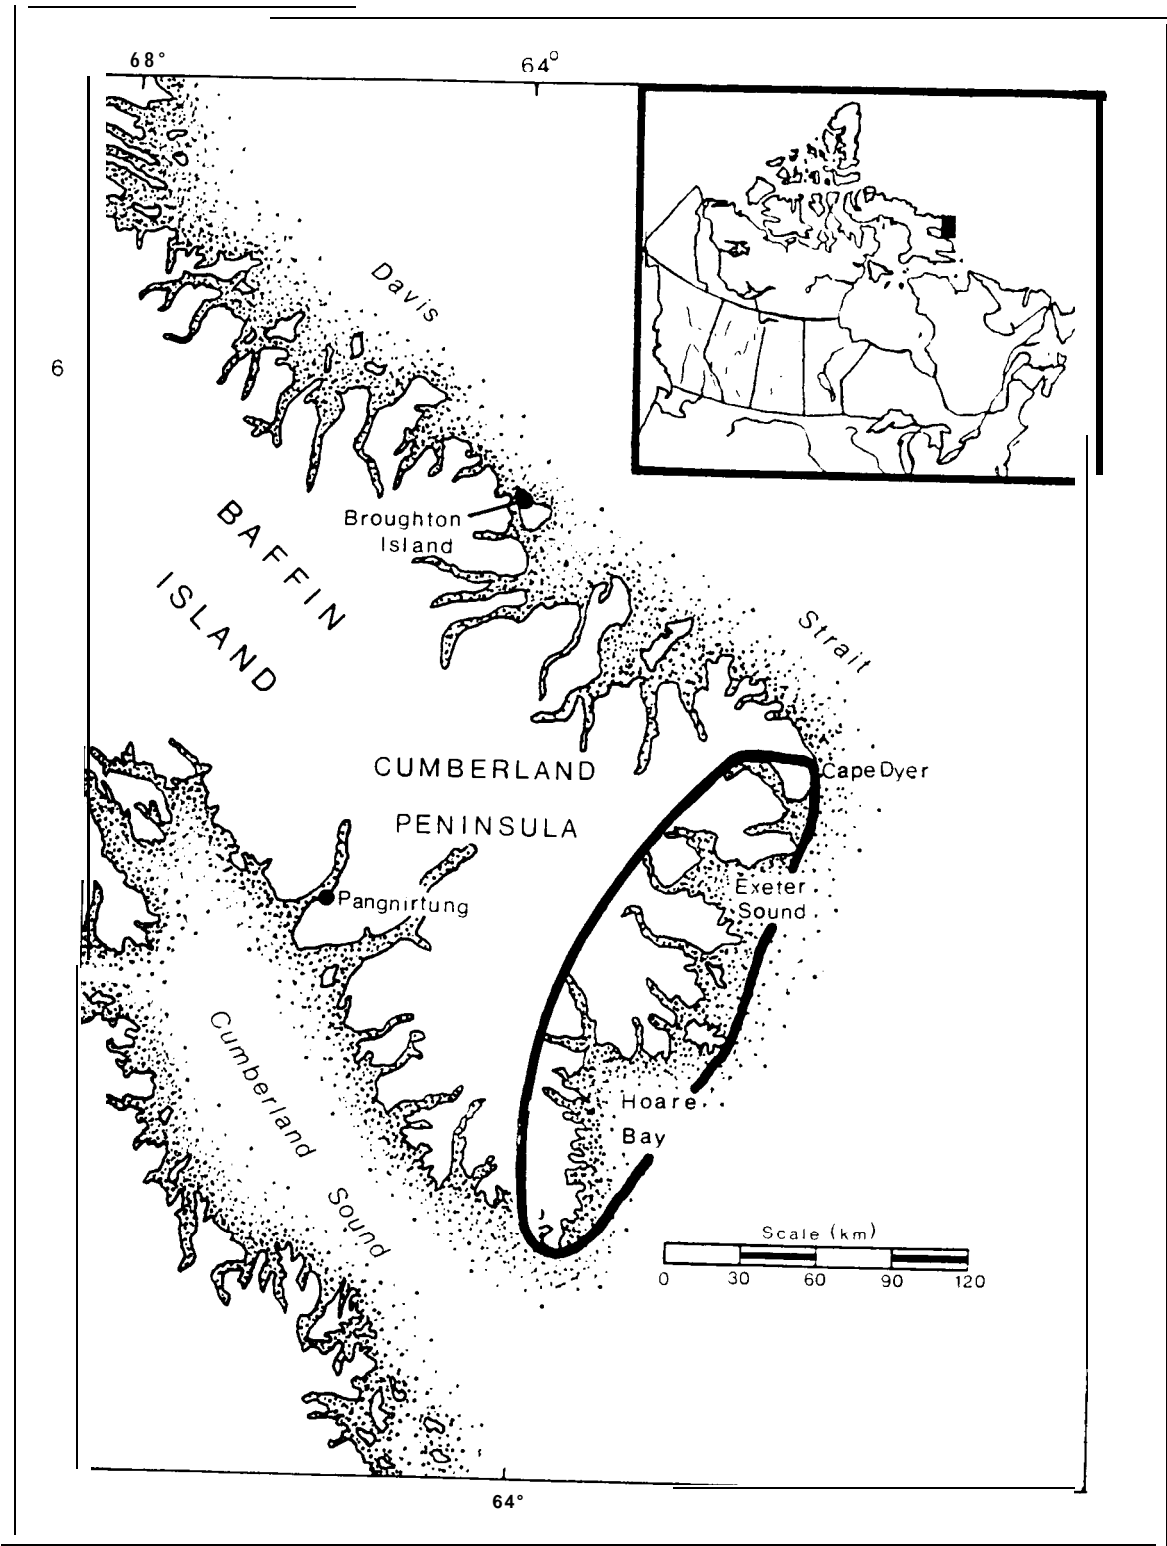 68°
64°
Davis
6
Broughton
Island
BAFFIN
ISLAND
Strait
CUMBERLAND
PENINSULA
Cape Dyer
Pangnirtung
Exeter
Sound
Cumberland
Sound
Hoare
Bay
Scale (km)
0 30 60 90 120
64°